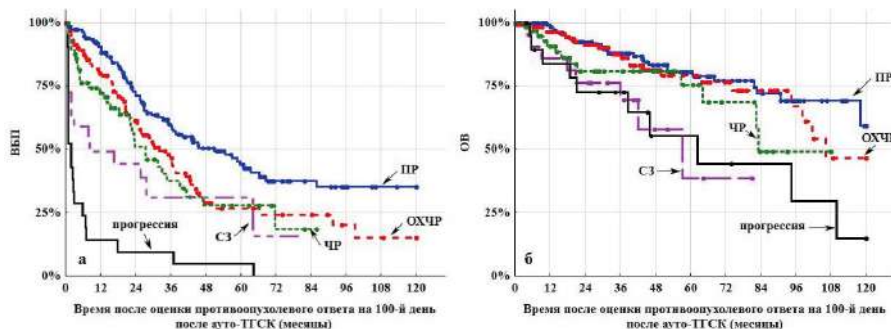 100%
75%
50%
25%
0%
ВБП
ПР
ОХЧР
ЧР
СЗ
прогрессия
а
0 12 24 36 48 60 72 84 96 108 120
Время после оценки противоопухолевого ответа на 100-й день
после ауто-ТГСК (месяцы)
100%
75%
50%
25%
0%
ОВ
ПР
ОХЧР
ЧР
СЗ
прогрессия
б
0 12 24 36 48 60 72 84 96 108 120
Время после оценки противоопухолевого ответа на 100-й день
после ауто-ТГСК (месяцы)